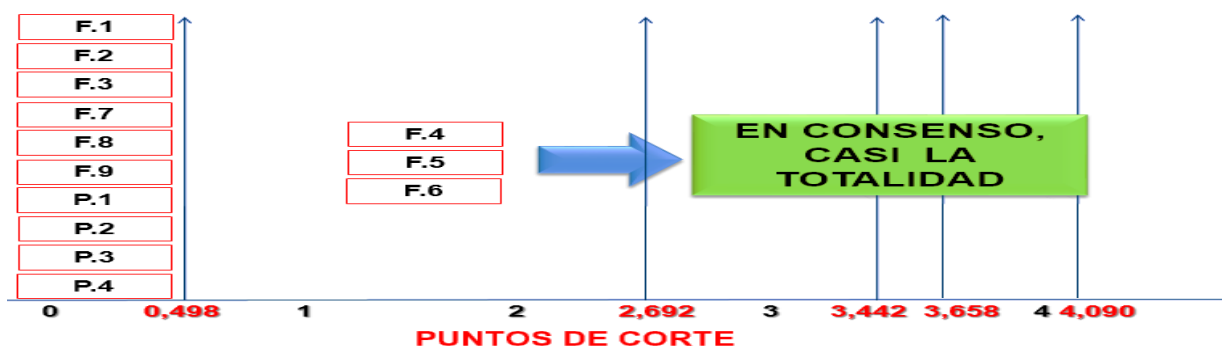 F.1
F.2
F.3
F.7
F.8
F.9
P.1
P.2
P.3
P.4
F.4
F.5
F.6
EN CONSENSO,
CASI LA
TOTALIDAD
0 0,498 1 2 2,692 3 3,442 3,658 4 4,090
PUNTOS DE CORTE